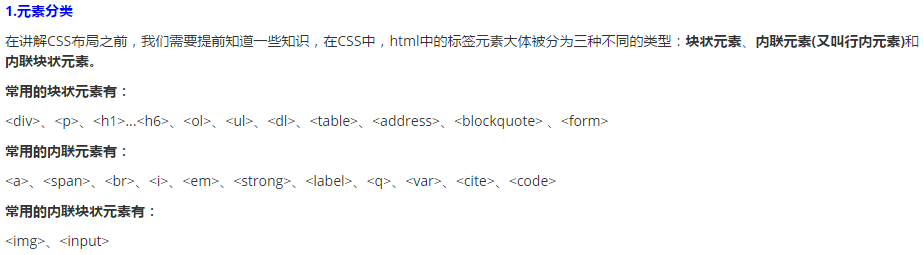 1.元素分类
在讲解CSS布局之前，我们需要提前知道一些知识，在CSS中，html中的标签元素大体被分为三种不同的类型：块状元素、内联元素(又叫行内元素)和
内联块状元素。
常用的块状元素有：
<div>、<p>、<h1>...<h6>、<ol>、<ul>、<dl>、<table>、<address>、<blockquote> 、<form>
常用的内联元素有：
<a>、<span>、<br>、<i>、<em>、<strong>、<label>、<q>、<var>、<cite>、<code>
常用的内联块状元素有：
<img>、<input>